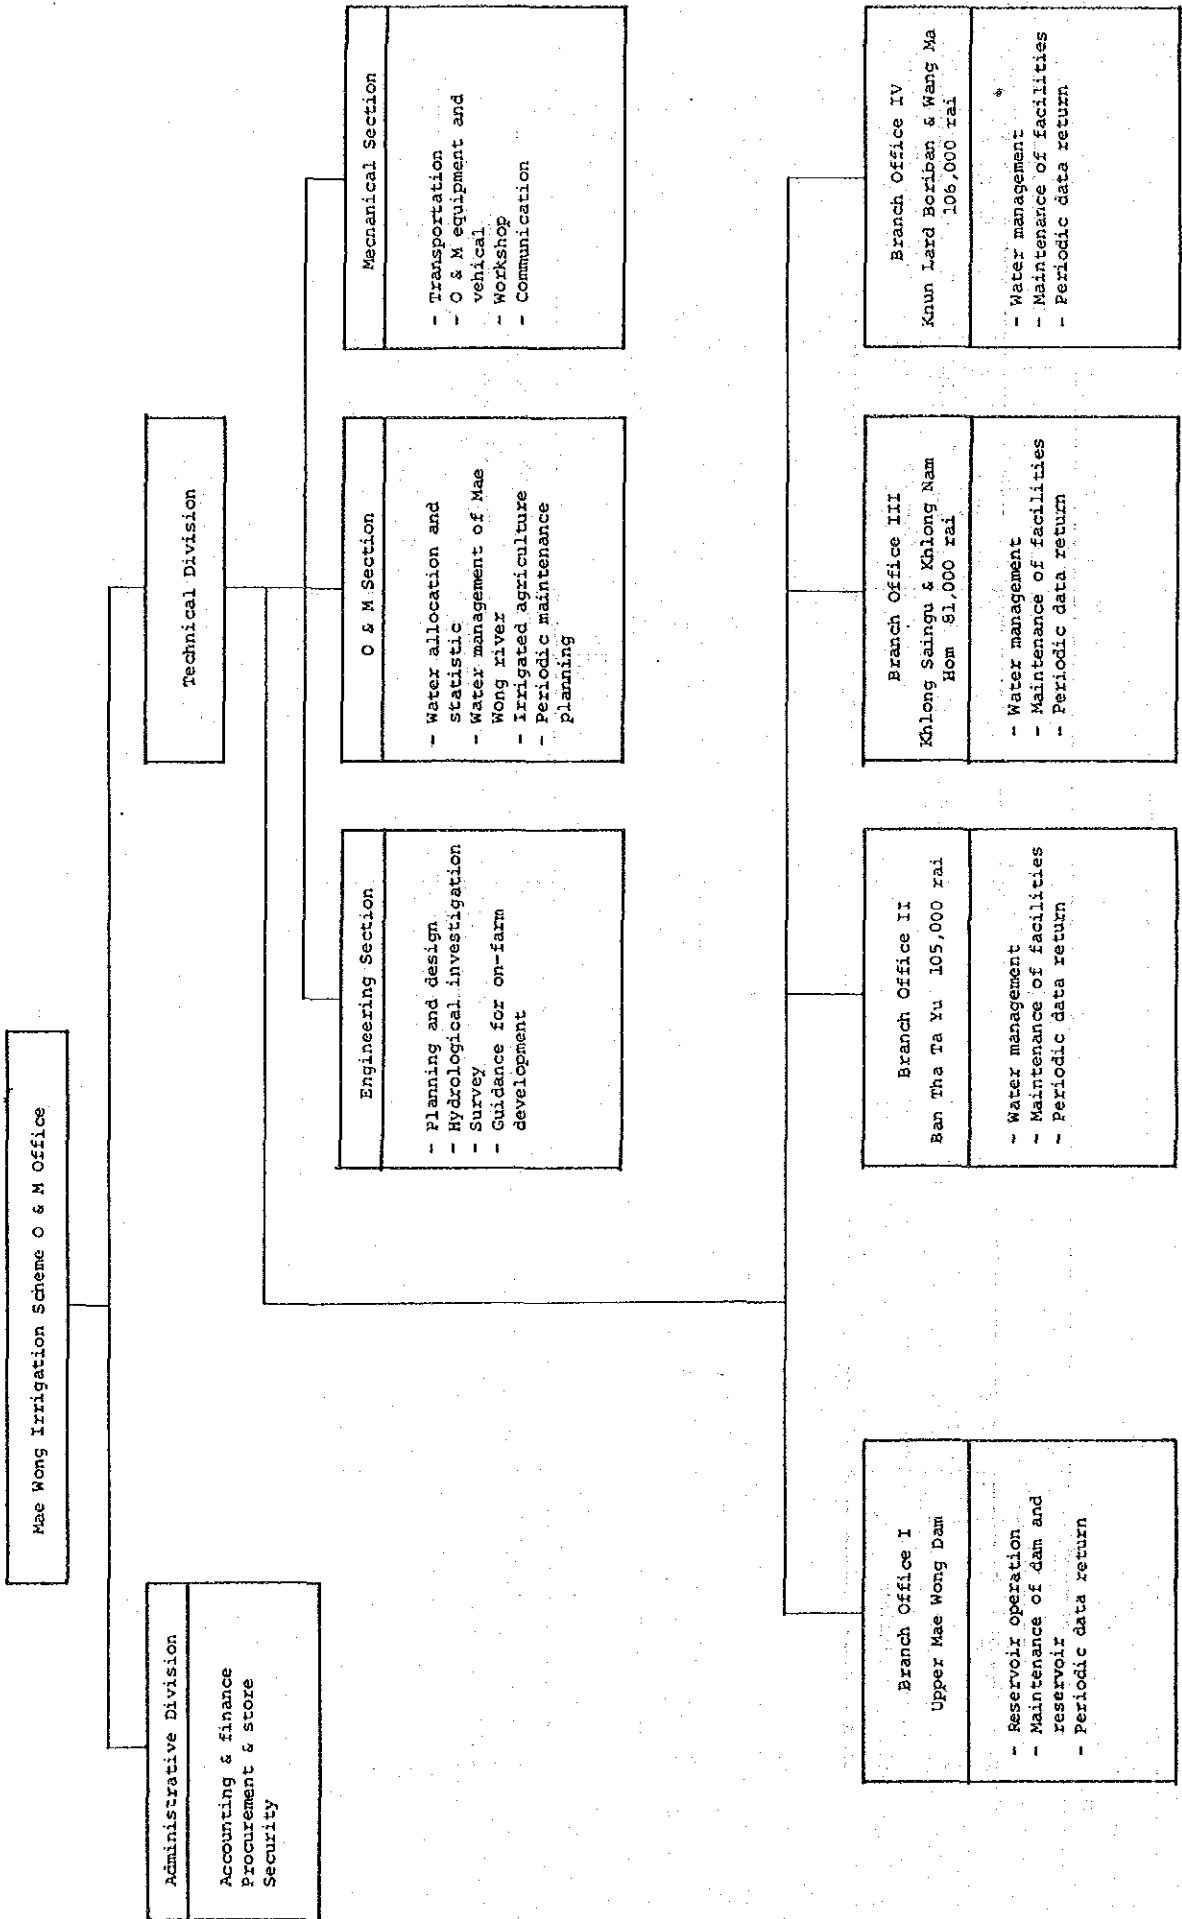 Mae Wong Irrigation Scheme O & M Office
Administrative Division
Accounting & finance
Procurement & store
Security
Technical Division
Engineering Section
- Planning and design
- Hydrological investigation
- Survey
- Guidance for on-farm
development
O & M Section
- Water allocation and
statistic
- Water management of Mae
Wong river
- Irrigated agriculture
- Periodic maintenance
planning
Mechanical Section
- Transportation
- O & M equipment and
vehical
- Workshop
- Communication
Branch Office I
Upper Mae Wong Dam
- Reservoir operation
- Maintenance of dam and
reservoir
- Periodic data return
Branch Office II
Ban Tha Ta Yu 105,000 rai
- Water management
- Maintenance of facilities
- Periodic data return
Branch Office III
Khlong Saingu & Khlong Nam
Hom 81,000 rai
- Water management
- Maintenance of facilities
- Periodic data return
Branch Office IV
Khun Lard Boriban & Wang Ma
106,000 rai
- Water management
- Maintenance of facilities
- Periodic data return